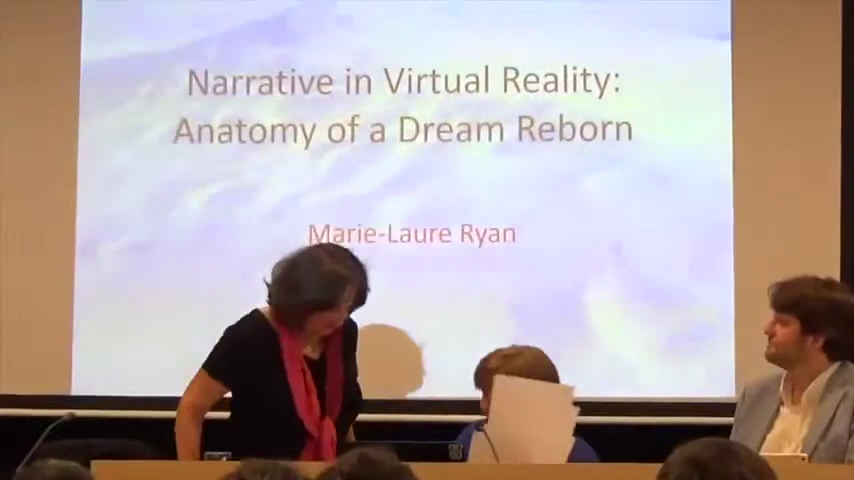 Narrative in Virtual Reality:
Anatomy of a Dream Reborn
Marie-Laure Ryan